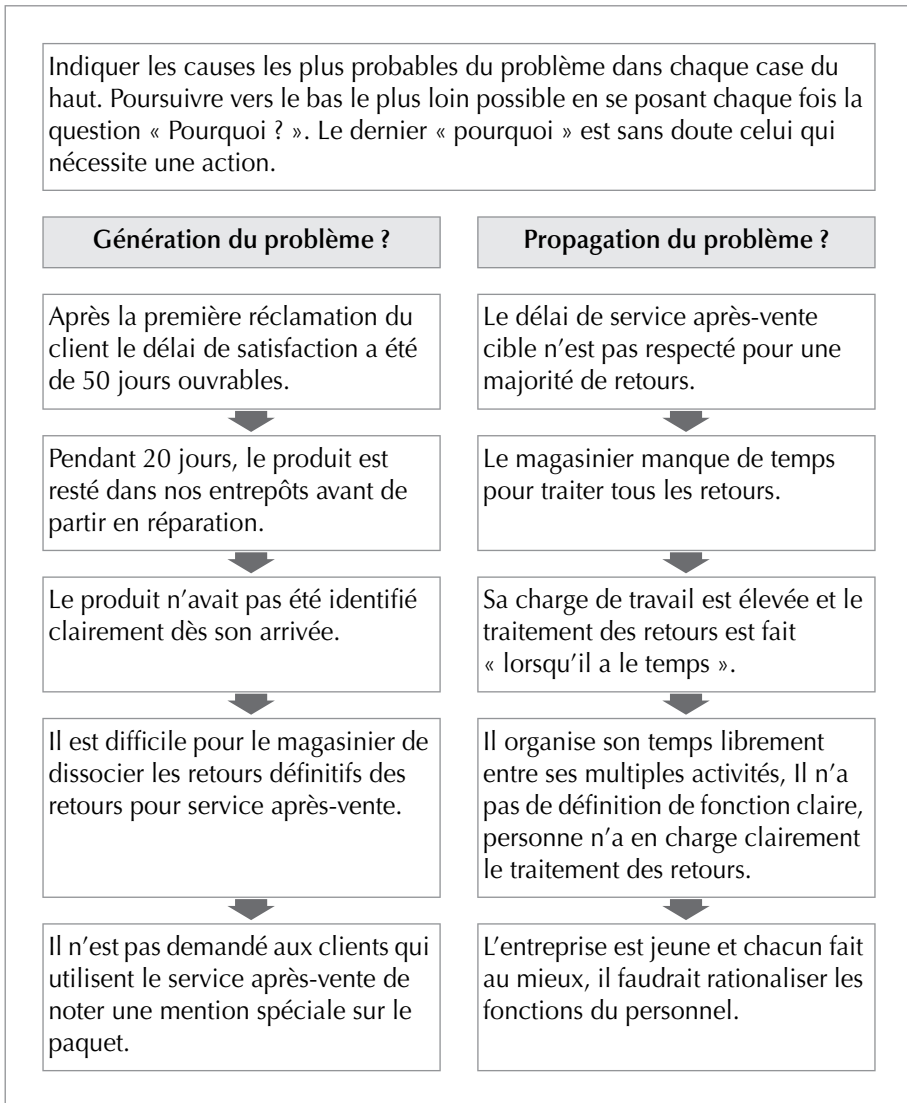 Indiquer les causes les plus probables du problème dans chaque case du
haut. Poursuivre vers le bas le plus loin possible en se posant chaque fois la
question « Pourquoi ? ». Le dernier « pourquoi » est sans doute celui qui
nécessite une action.
Génération du problème ?
Après la première réclamation du
client le délai de satisfaction a été
de 50 jours ouvrables.
Pendant 20 jours, le produit est
resté dans nos entrepôts avant de
partir en réparation.
Le produit n’avait pas été identifié
clairement dès son arrivée.
Il est difficile pour le magasinier de
dissocier les retours définitifs des
retours pour service après-vente.
Il n’est pas demandé aux clients qui
utilisent le service après-vente de
noter une mention spéciale sur le
paquet.
Propagation du problème ?
Le délai de service après-vente
cible n’est pas respecté pour une
majorité de retours.
Le magasinier manque de temps
pour traiter tous les retours.
Sa charge de travail est élevée et le
traitement des retours est fait
« lorsqu’il a le temps ».
Il organise son temps librement
entre ses multiples activités, Il n’a
pas de définition de fonction claire,
personne n’a en charge clairement
le traitement des retours.
L’entreprise est jeune et chacun fait
au mieux, il faudrait rationaliser les
fonctions du personnel.